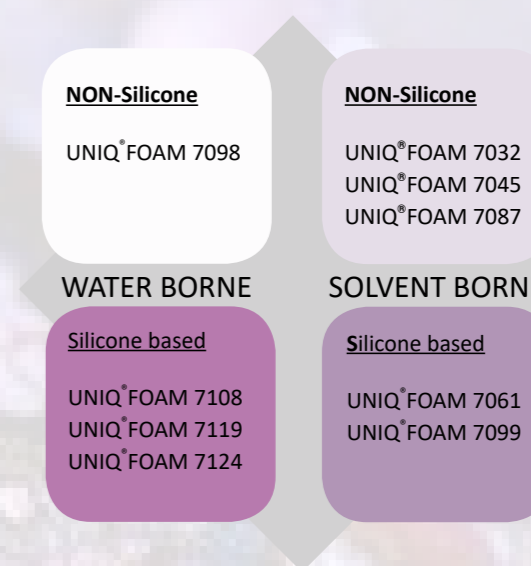 NON-Silicone
UNIQ®FOAM 7098
NON-Silicone
UNIQ®FOAM 7032
UNIQ®FOAM 7045
UNIQ®FOAM 7087
WATER BORNE
SOLVENT BORN
Silicone based
UNIQ®FOAM 7108
UNIQ®FOAM 7119
UNIQ®FOAM 7124
Silicone based
UNIQ®FOAM 7061
UNIQ®FOAM 7099